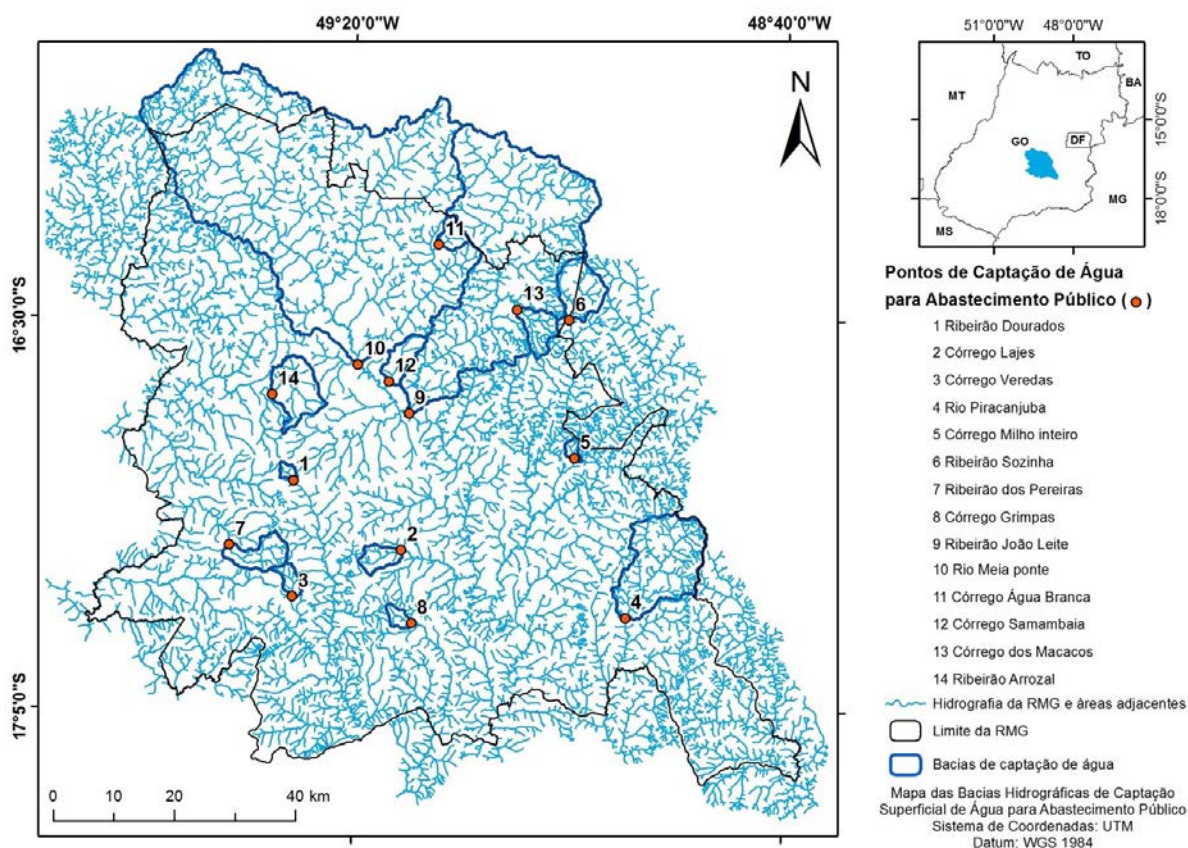 49°20'0"W
48°40'0"W
16°30'0"S
17°5'0"S
N
11
13
6
10
12
14
9
5
1
7
2
3
8
4
0 10 20 40 km
51°0'0"W 48°0'0"W
15°0'0"S
18°0'0"S
TO
BA
MT
GO
DF
MG
MS
Pontos de Captação de Água
para Abastecimento Público ( )
1 Ribeirão Dourados
2 Córrego Lajes
3 Córrego Veredas
4 Rio Piracanjuba
5 Córrego Milho inteiro
6 Ribeirão Sozinha
7 Ribeirão dos Pereiras
8 Córrego Grimpas
9 Ribeirão João Leite
10 Rio Meia ponte
11 Córrego Água Branca
12 Córrego Samambaia
13 Córrego dos Macacos
14 Ribeirão Arrozal
Hidrografia da RMG e áreas adjacentes
Limite da RMG
Bacias de captação de água
Mapa das Bacias Hidrográficas de Captação
Superficial de Água para Abastecimento Público
Sistema de Coordenadas: UTM
Datum: WGS 1984